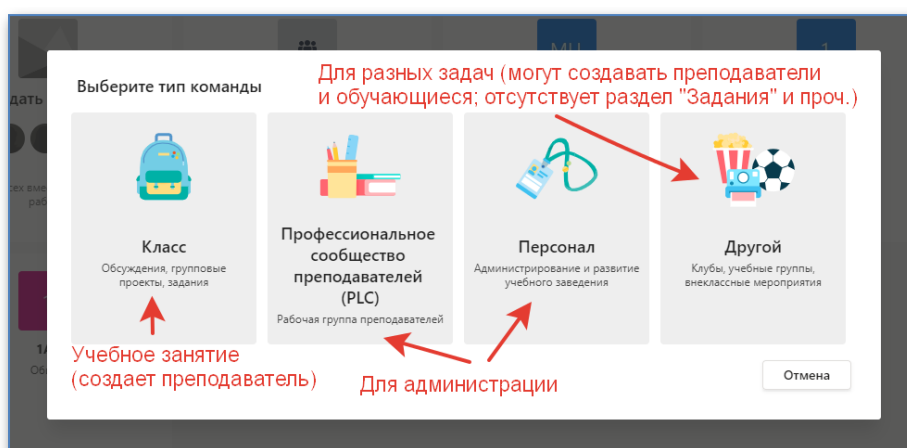 MU
1
Выберите тип команды
Для разных задач (могут создавать преподаватели
и обучающиеся; отсутствует раздел "Задания" и проч.)
Класс
Обсуждения, групповые
проекты, задания
Профессиональное
сообщество
преподавателей
(PLC)
Рабочая группа преподавателей
Персонал
Администрирование и развитие
учебного заведения
Другой
Клубы, учебные группы,
внеклассные мероприятия
Учебное занятие
(создает преподаватель)
Для администрации
Отмена